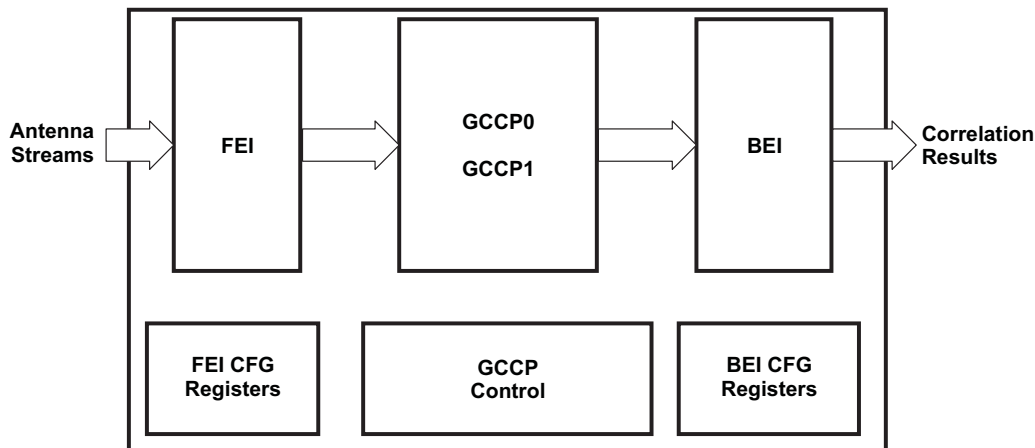 Antenna
Streams
FEI
GCCP0
GCCP1
BEI
Correlation
Results
FEI CFG
Registers
GCCP
Control
BEI CFG
Registers